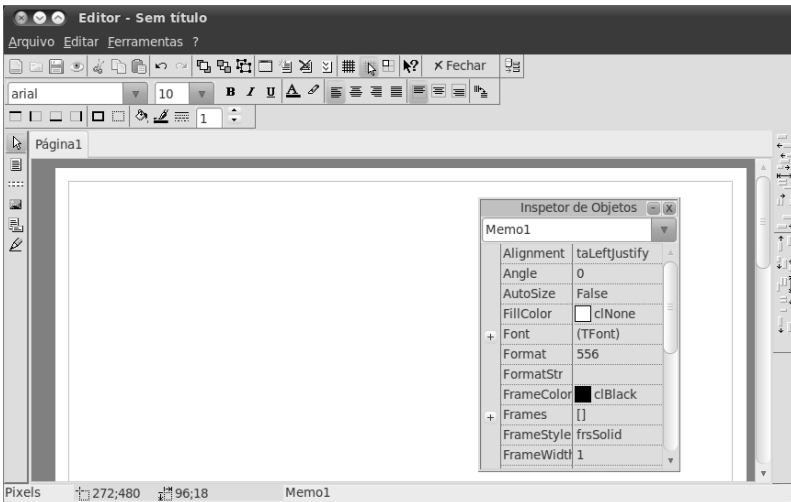 Editor - Sem título
Arquivo Editar Ferramentas ?
Fechar
arial 10 B I U A
1
Página1
Inspetor de Objetos
Memo1
Alignment taLeftJustify
Angle 0
AutoSize False
FillColor clNone
Font (TFont)
Format 556
FormatStr
FrameColor clBlack
Frames []
FrameStyle frsSolid
FrameWidth 1
Pixels 272;480 96;18 Memo1